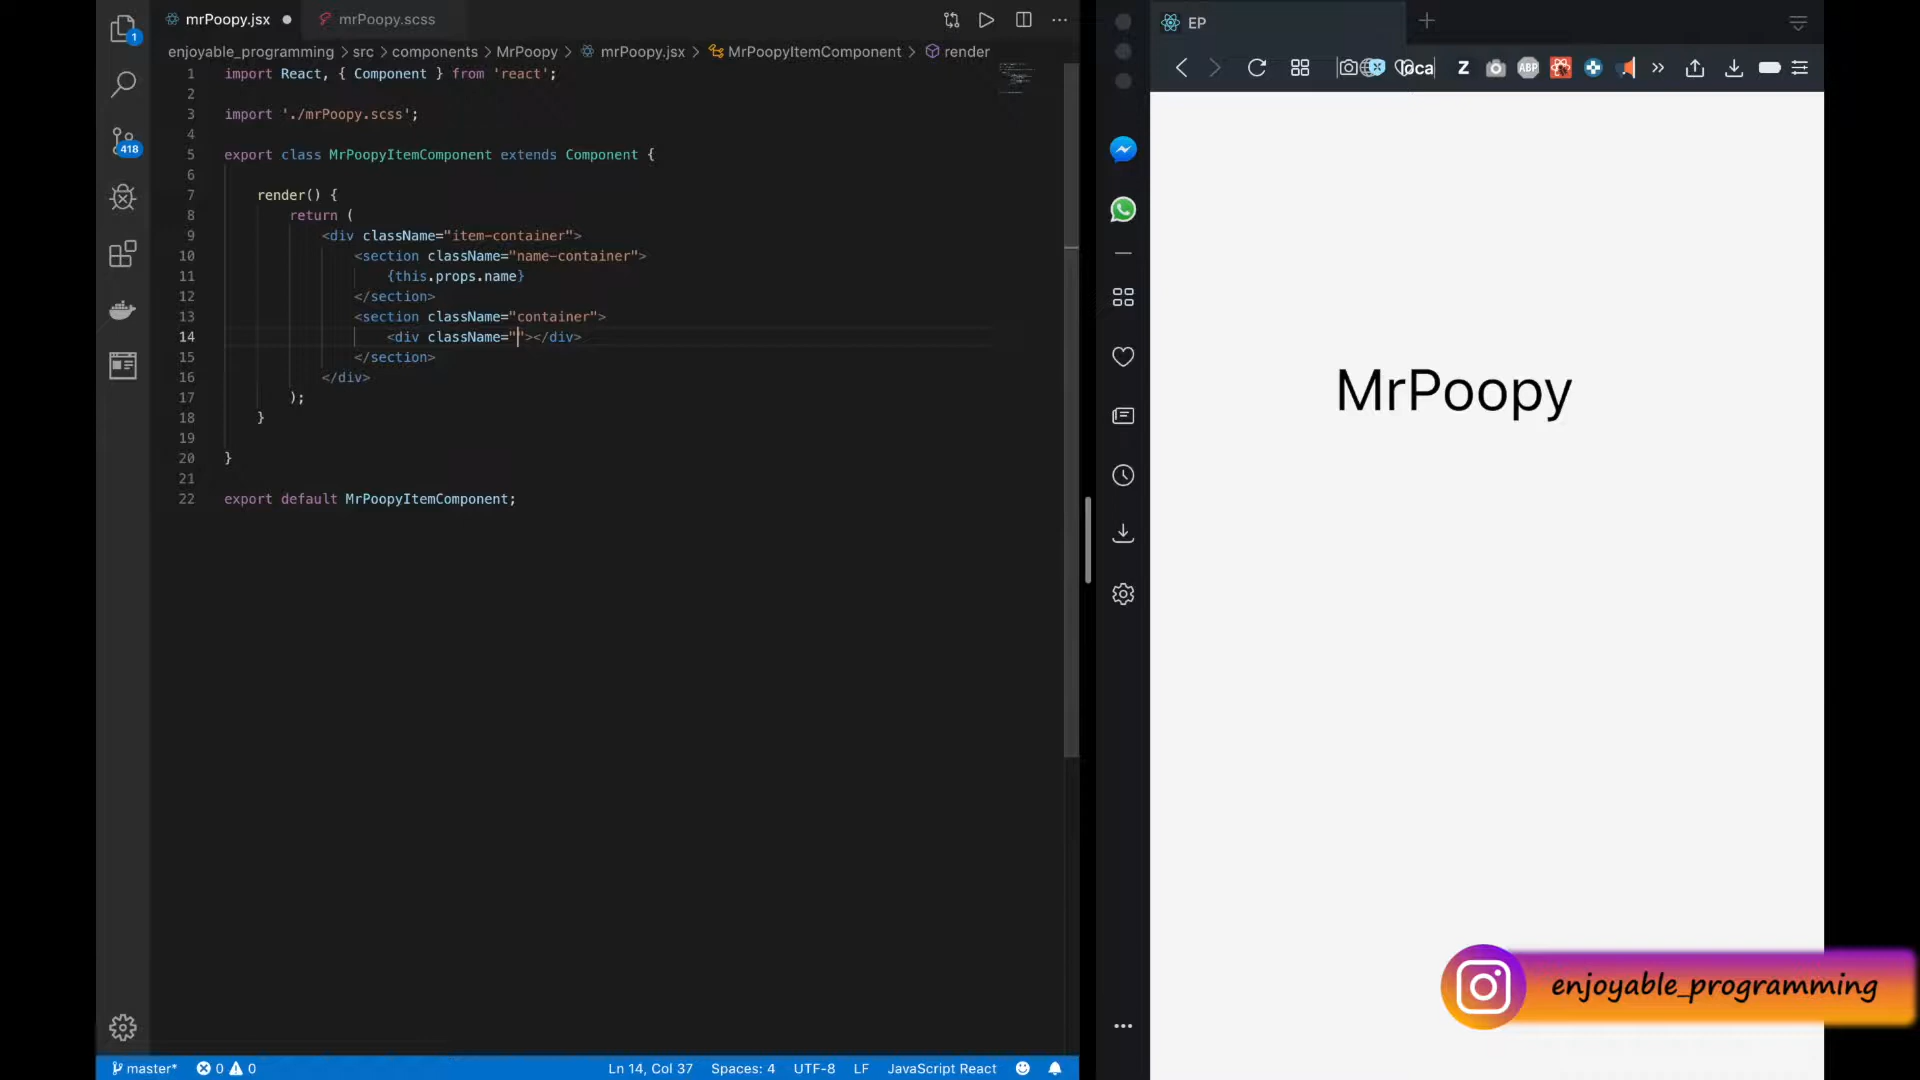 mrPoopy.jsx
mrPoopy.scss
enjoyable_programming > src > components > MrPoopy > mrPoopy.jsx > MrPoopyItemComponent > render
1 import React, { Component } from 'react';
2
3 import './mrPoopy.scss';
4
5 export class MrPoopyItemComponent extends Component {
6
7 render() {
8 return (
9 <div className="item-container">
10 <section className="name-container">
11 {this.props.name}
12 </section>
13 <section className="container">
14 <div className=""></div>
15 </section>
16 </div>
17 );
18 }
19
20 }
21
22 export default MrPoopyItemComponent;
1
418
master* 0 0 Ln 14, Col 37 Spaces: 4 UTF-8 LF JavaScript React
EP
loca Z ABP
MrPoopy
enjoyable_programming